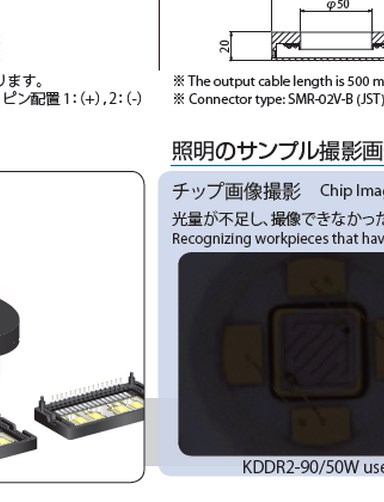 φ50
20
ります。
ピン配置 1：(+) , 2：(-)
※ The output cable length is 500 m
※ Connector type: SMR-02V-B (JST)
照明のサンプル撮影画
チップ画像撮影 Chip Imag
光量が不足し、撮像できなかった
Recognizing workpieces that hav
KDDR2-90/50W use